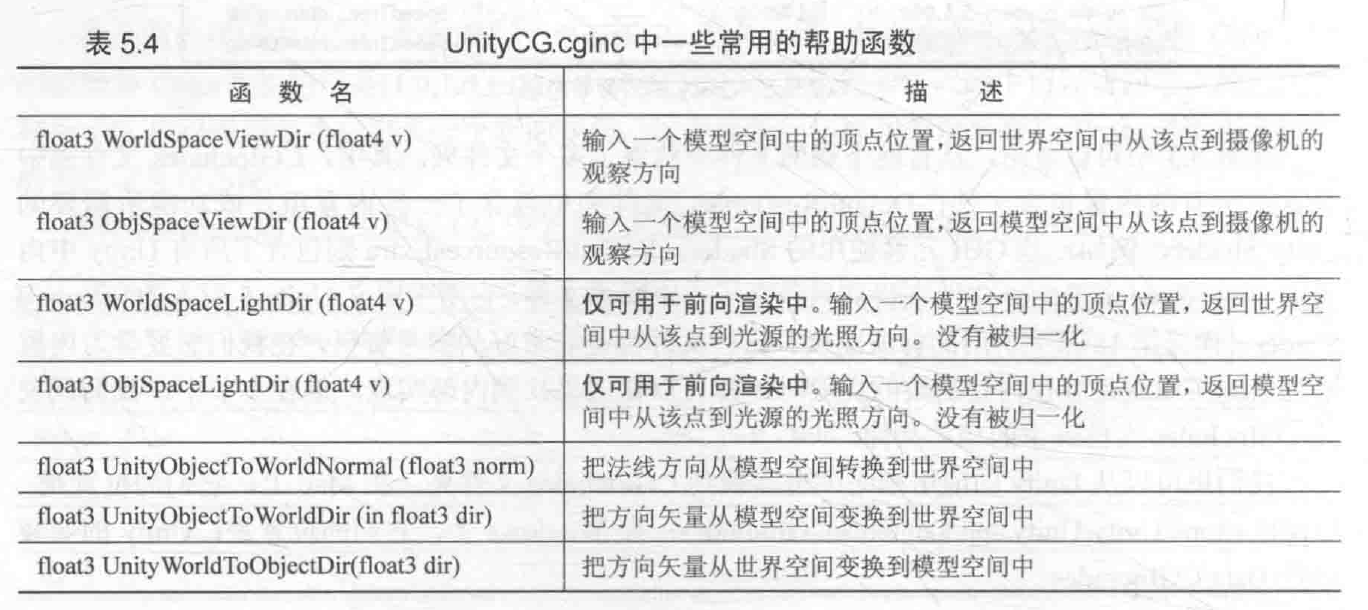 表 5.4 UnityCG.cginc 中一些常用的帮助函数
函 数 名 描 述
float3 WorldSpaceViewDir (float4 v) 输入一个模型空间中的顶点位置,返回世界空间中从该点到摄像机的
观察方向
float3 ObjSpaceViewDir (float4 v) 输入一个模型空间中的顶点位置,返回模型空间中从该点到摄像机的
观察方向
float3 WorldSpaceLightDir (float4 v) 仅可用于前向渲染中。输入一个模型空间中的顶点位置,返回世界空
间中从该点到光源的光照方向。没有被归一化
float3 ObjSpaceLightDir (float4 v) 仅可用于前向渲染中。输入一个模型空间中的顶点位置,返回模型空
间中从该点到光源的光照方向。没有被归一化
float3 UnityObjectToWorldNormal (float3 norm) 把法线方向从模型空间转换到世界空间中
float3 UnityObjectToWorldDir (in float3 dir) 把方向矢量从模型空间变换到世界空间中
float3 UnityWorldToObjectDir(float3 dir) 把方向矢量从世界空间变换到模型空间中